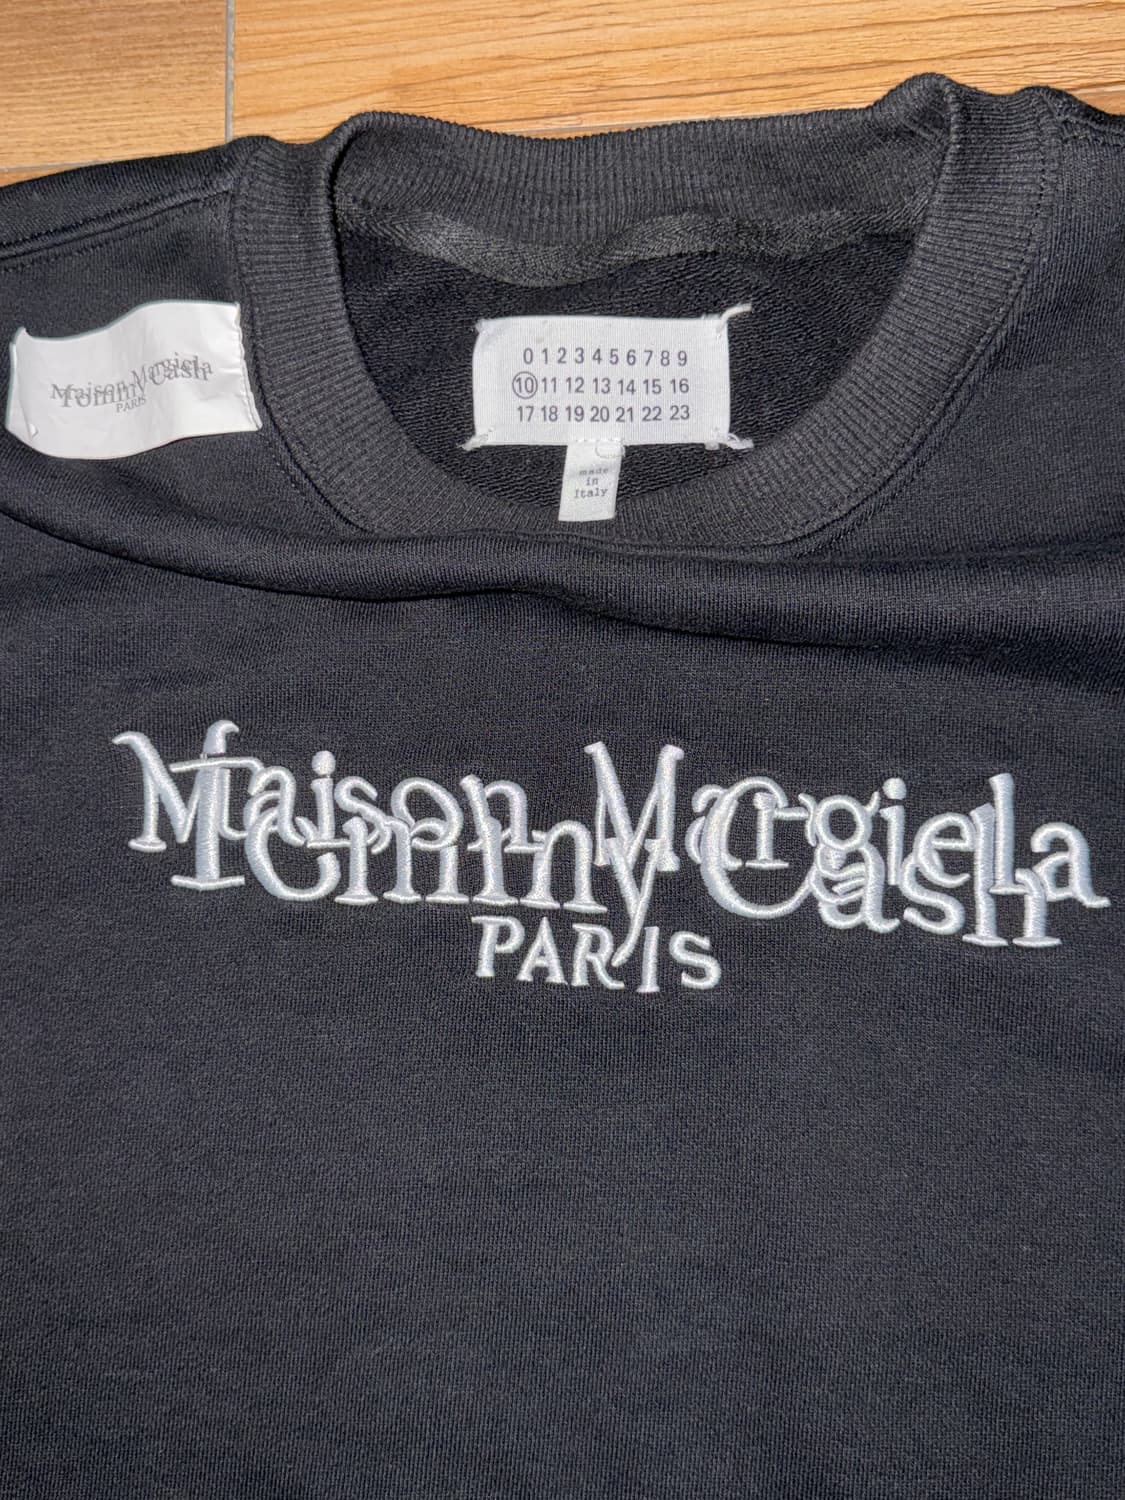 0 1 2 3 4 5 6 7 8 9
10 11 12 13 14 15 16
17 18 19 20 21 22 23
made
in
Italy
Maison Margiela
Tommy Cash
PARIS
Maison Margiela
Tommy Cash
PARIS